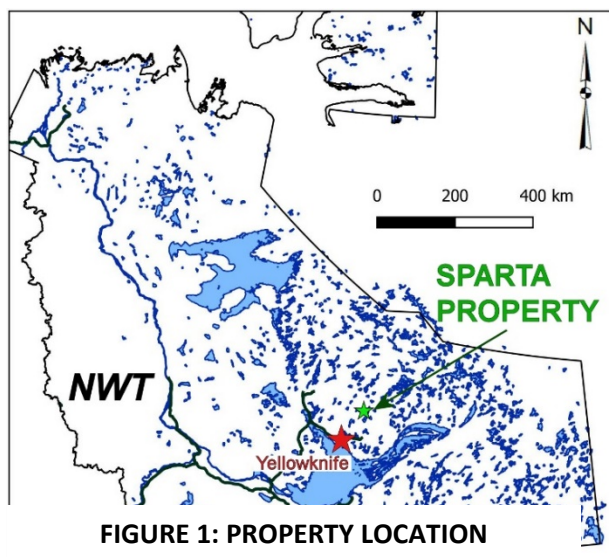 N
0 200 400 km
SPARTA
PROPERTY
NWT
Yellowknife
FIGURE 1: PROPERTY LOCATION